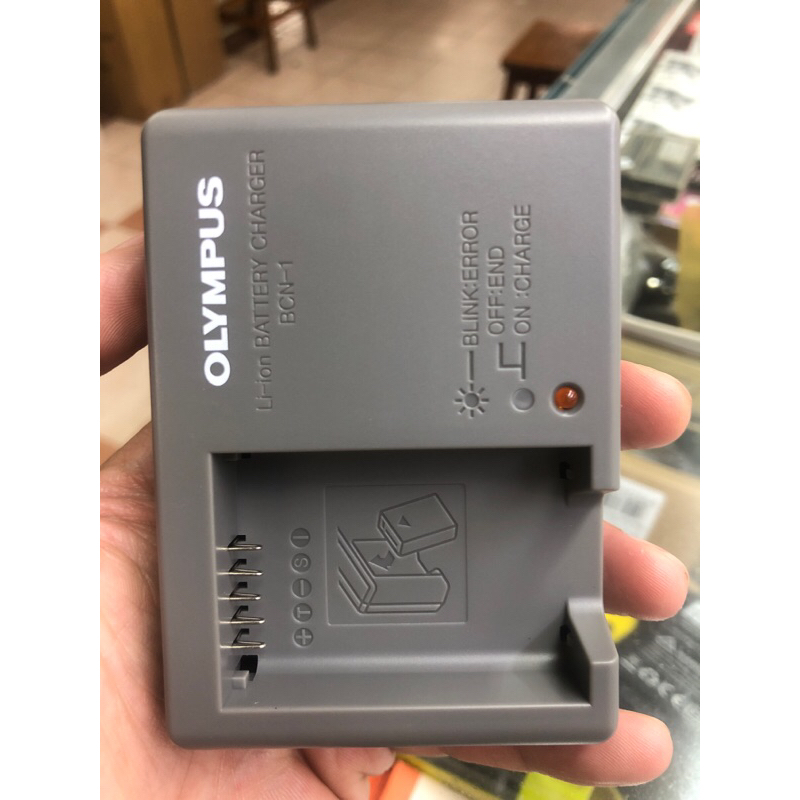 OLYMPUS
Li-ion BATTERY CHARGER
BCN-1
BLINK:ERROR
OFF:END
ON :CHARGE
+ T − S I